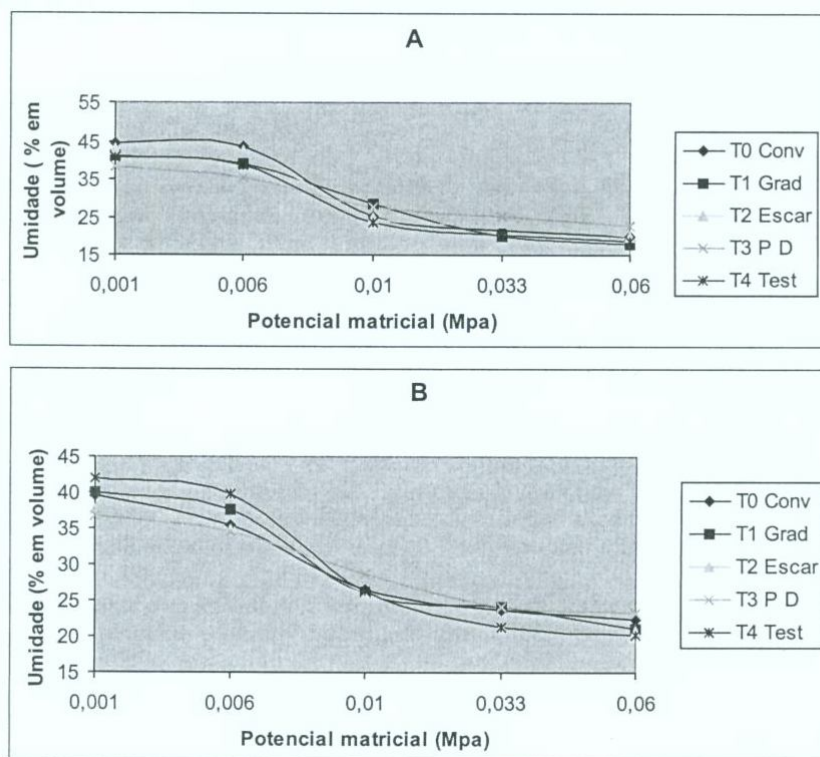 A
Umidade ( % em
volume)
55
45
35
25
15
0,001 0,006 0,01 0,033 0,06
Potencial matricial (Mpa)
T0 Conv
T1 Grad
T2 Escar
T3 P D
T4 Test
B
Umidade (% em volume)
45
40
35
30
25
20
15
0,001 0,006 0,01 0,033 0,06
Potencial matricial (Mpa)
T0 Conv
T1 Grad
T2 Escar
T3 P D
T4 Test